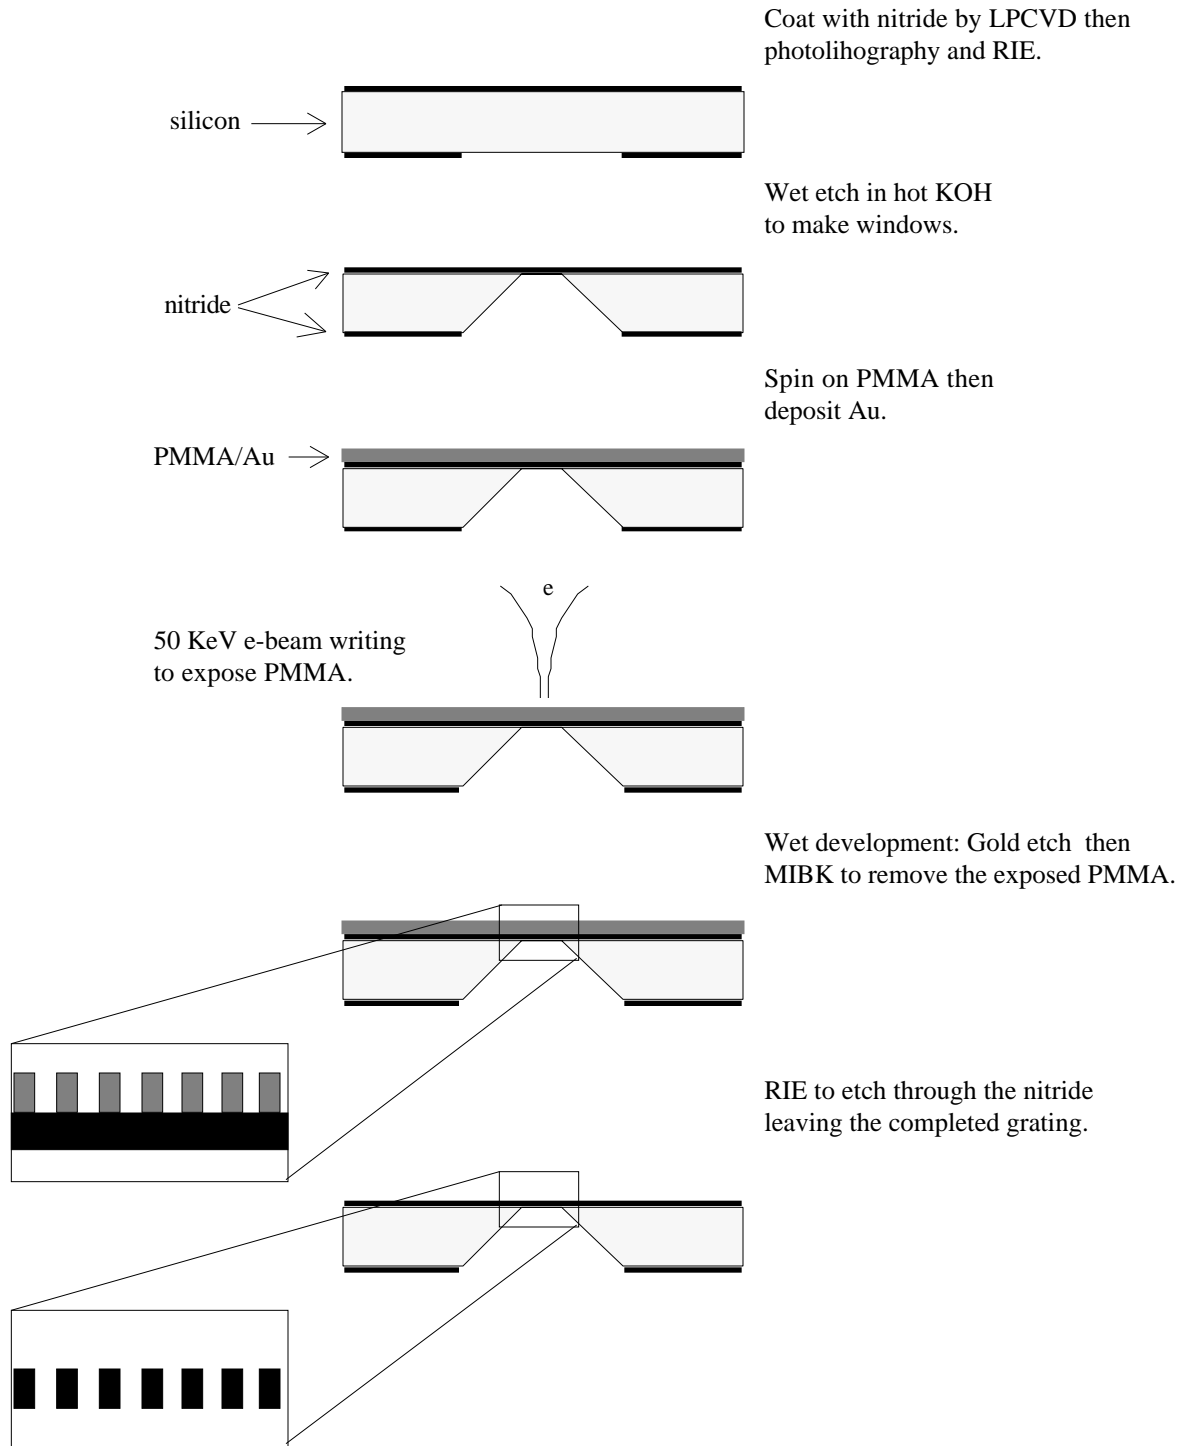 Coat with nitride by LPCVD then
photolihography and RIE.
silicon
Wet etch in hot KOH
to make windows.
nitride
Spin on PMMA then
deposit Au.
PMMA/Au
e
50 KeV e-beam writing
to expose PMMA.
Wet development: Gold etch then
MIBK to remove the exposed PMMA.
RIE to etch through the nitride
leaving the completed grating.